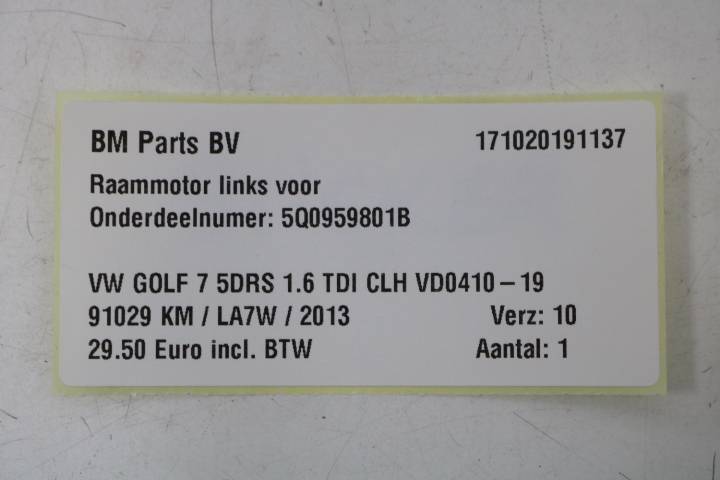 BM Parts BV 171020191137
Raammotor links voor
Onderdeelnumer: 5Q0959801B
VW GOLF 7 5DRS 1.6 TDI CLH VD0410-19
91029 KM / LA7W / 2013 Verz: 10
29.50 Euro incl. BTW Aantal: 1